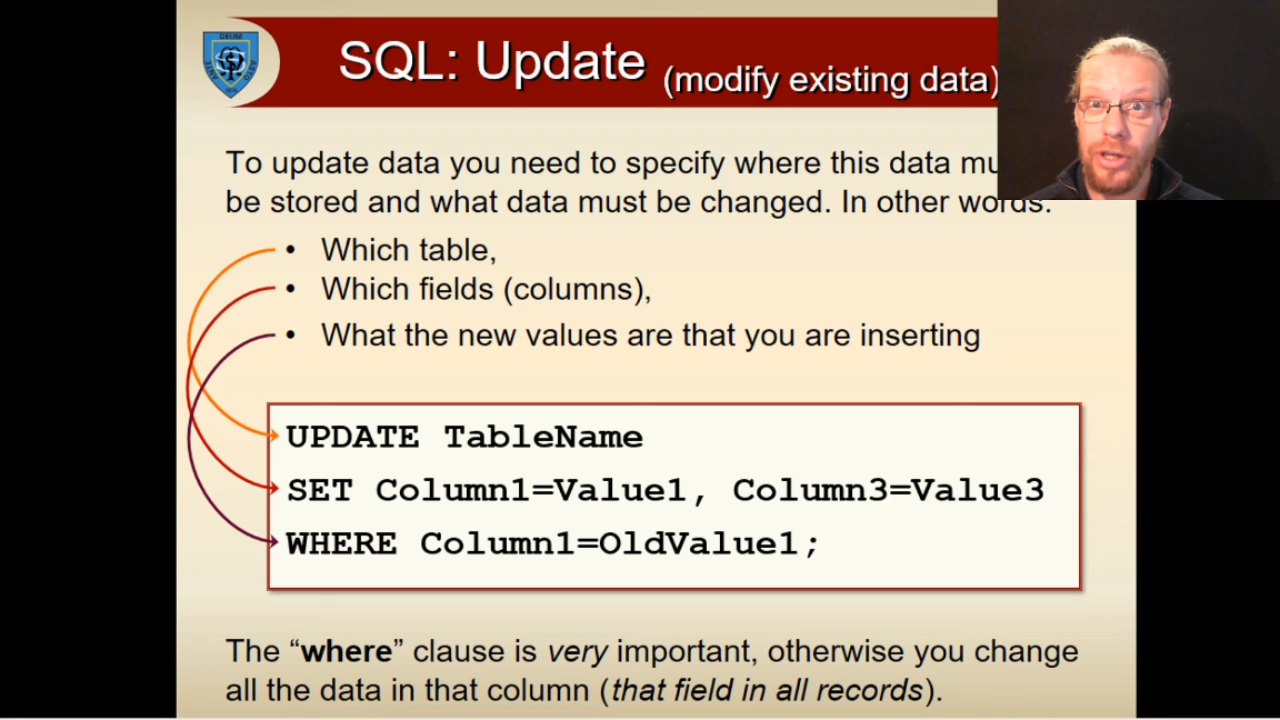 SQL: Update (modify existing data)
To update data you need to specify where this data mu
be stored and what data must be changed. In other words:
• Which table,
• Which fields (columns),
• What the new values are that you are inserting
UPDATE TableName
SET Column1=Value1, Column3=Value3
WHERE Column1=OldValue1;
The “where” clause is very important, otherwise you change
all the data in that column (that field in all records).